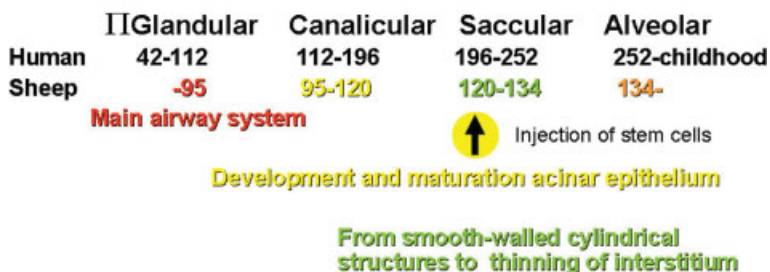 ΠGlandular Canalicular Saccular Alveolar
Human 42-112 112-196 196-252 252-childhood
Sheep -95 95-120 120-134 134-
Main airway system
Injection of stem cells
Development and maturation acinar epithelium
From smooth-walled cylindrical
structures to thinning of interstitium